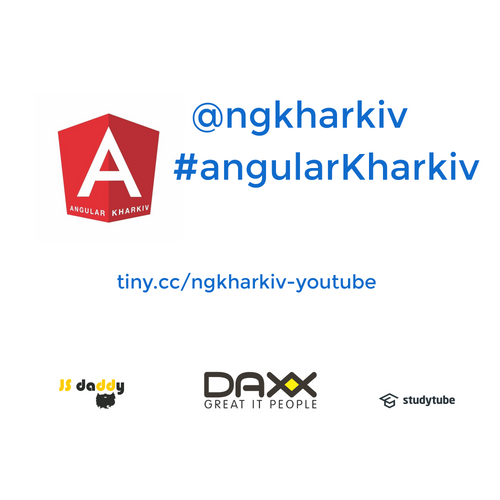 @ngkharkiv
#angularKharkiv
A
ANGULAR KHARKIV
tiny.cc/ngkharkiv-youtube
JS daddy
DAXX
GREAT IT PEOPLE
studytube